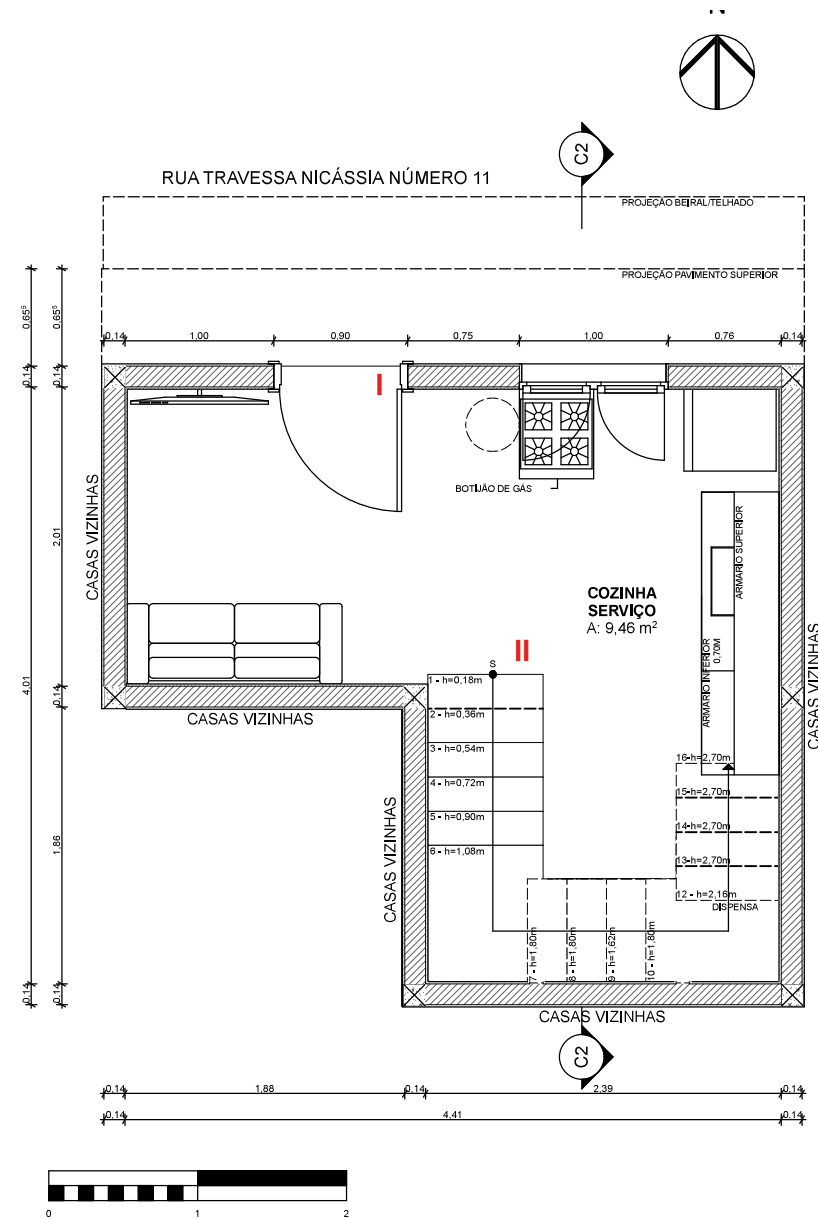 N
C2
RUA TRAVESSA NICÁSSIA NÚMERO 11
PROJEÇÃO BEIRAL/TELHADO
PROJEÇÃO PAVIMENTO SUPERIOR
0,65⁵
0,65⁵
0,14
1,00
0,90
0,75
1,00
0,76
0,14
0,14
0,14
I
BOTIJÃO DE GÁS
CASAS VIZINHAS
2,01
4,01
ARMARIO SUPERIOR
COZINHA
SERVIÇO
A: 9,46 m²
ARMARIO INFERIOR
0,70M
CASAS VIZINHAS
II
S
0,14
CASAS VIZINHAS
1 - h=0,18m
2 - h=0,36m
3 - h=0,54m
4 - h=0,72m
5 - h=0,90m
6 - h=1,08m
16-h=2,70m
15-h=2,70m
14-h=2,70m
13-h=2,70m
12 - h=2,16m
DISPENSA
1,86
CASAS VIZINHAS
7 - h=1,80m
8 - h=1,80m
9 - h=1,62m
10 - h=1,80m
0,14
0,14
CASAS VIZINHAS
C2
0,14
1,88
0,14
2,39
0,14
0,14
4,41
0,14
0
1
2